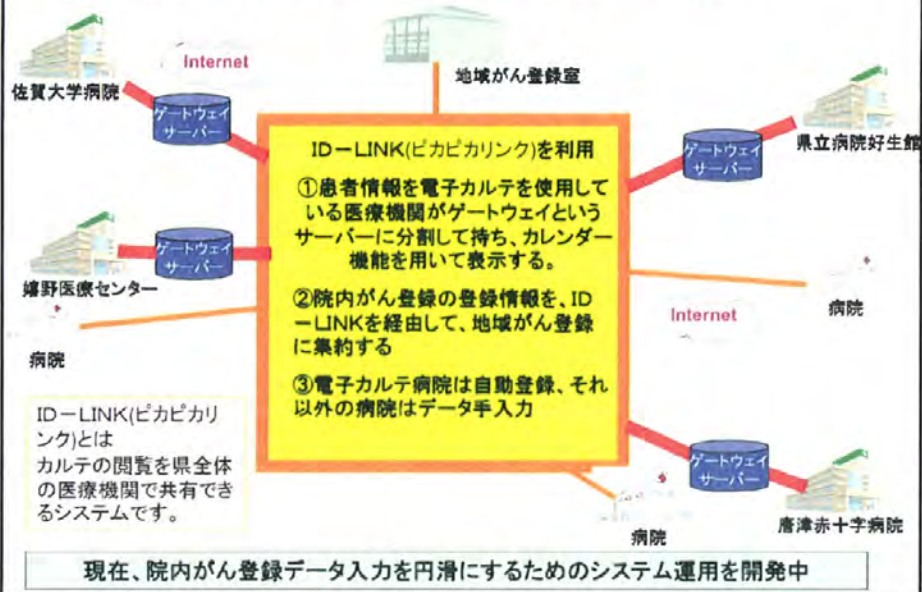 Internet
佐賀大学病院
地域がん登録室
ゲートウェイ
サーバー
県立病院好生館
ゲートウェイ
サーバー
ID－LINK(ピカピカリンク)を利用
①患者情報を電子カルテを使用して
いる医療機関がゲートウェイという
サーバーに分割して持ち、カレンダー
機能を用いて表示する。
②院内がん登録の登録情報を、ID
－LINKを経由して、地域がん登録
に集約する
③電子カルテ病院は自動登録、それ
以外の病院はデータ手入力
ゲートウェイ
サーバー
嬉野医療センター
病院
病院
Internet
ID－LINK(ピカピカリ
ンク)とは
カルテの閲覧を県全体
の医療機関で共有でき
るシステムです。
ゲートウェイ
サーバー
唐津赤十字病院
病院
現在、院内がん登録データ入力を円滑にするためのシステム運用を開発中